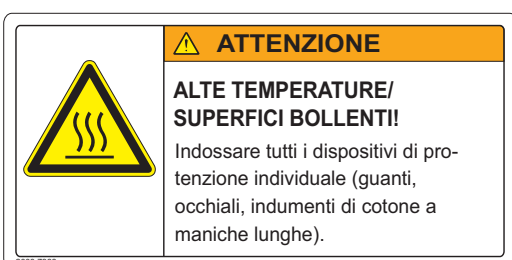 ATTENZIONE
ALTE TEMPERATURE/
SUPERFICI BOLLENTI!
Indossare tutti i dispositivi di pro-
tenzione individuale (guanti,
occhiali, indumenti di cotone a
maniche lunghe).